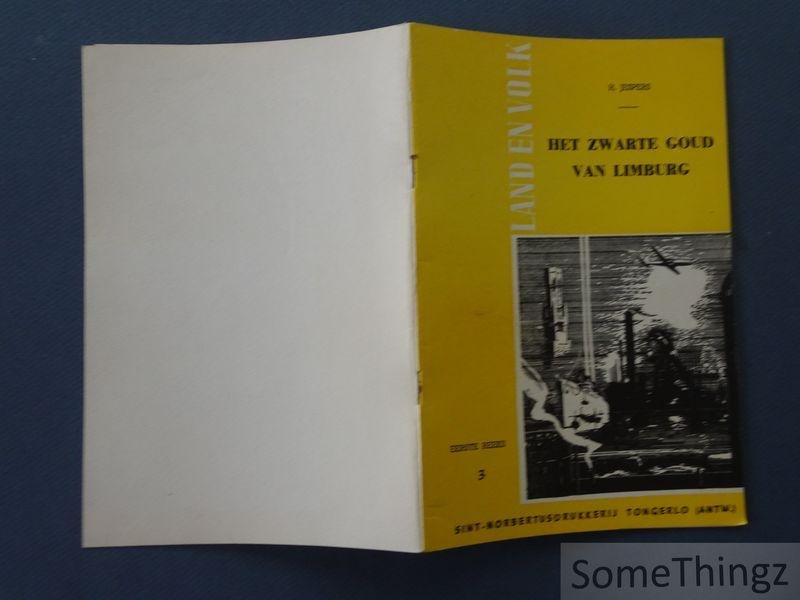 LAND EN VOLK
R. JESPERS
HET ZWARTE GOUD
VAN LIMBURG
EERSTE REEKS
3
SINT-NORBERTUSDRUKKERIJ TONGERLO (ANTW.)
SomeThingz